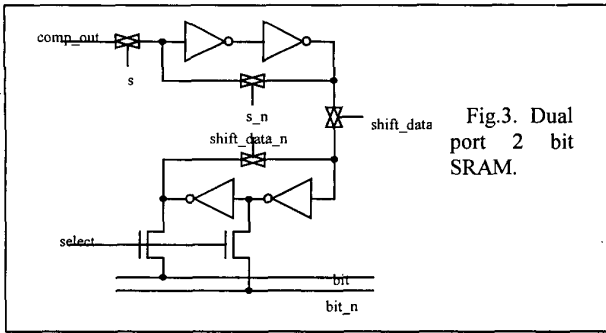 comp_out
s
s_n
shift_data
shift_data_n
Fig.3. Dual
port 2 bit
SRAM.
select
bit
bit_n